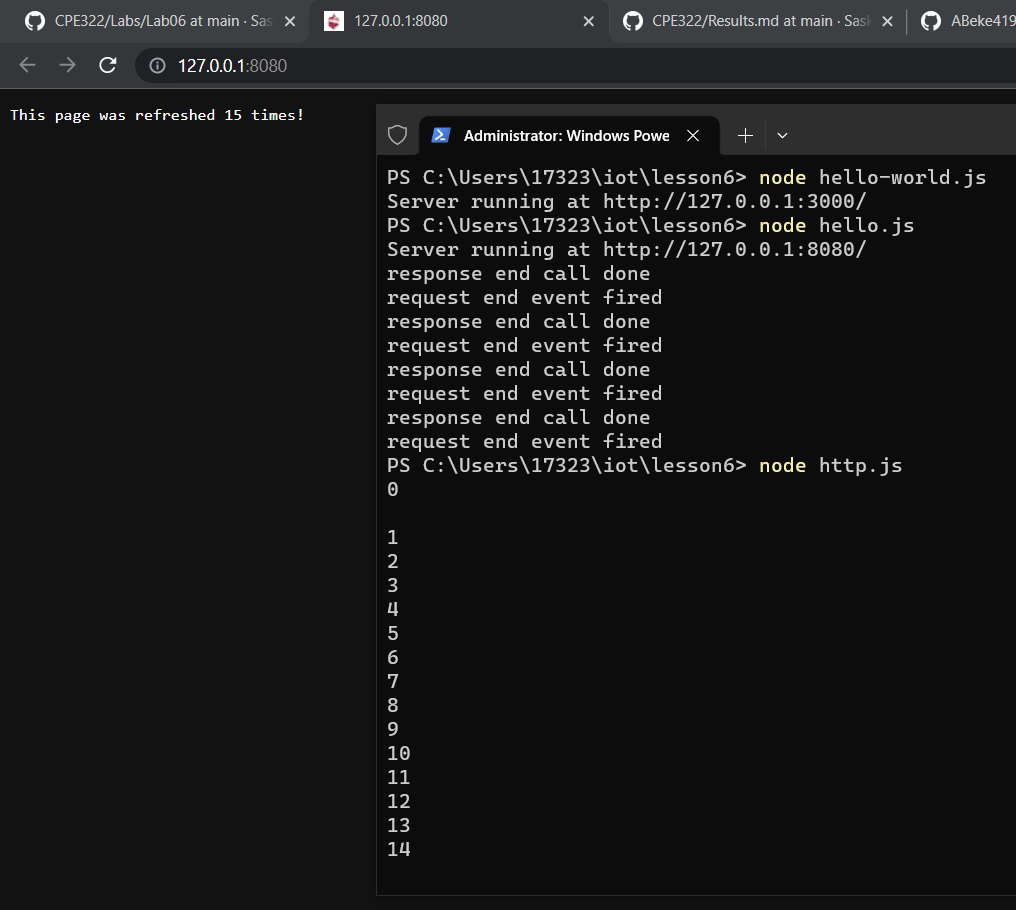 CPE322/Labs/Lab06 at main · Sas
127.0.0.1:8080
CPE322/Results.md at main · Sask
ABeke419
127.0.0.1:8080
This page was refreshed 15 times!
Administrator: Windows Powe
PS C:\Users\17323\iot\lesson6> node hello-world.js
Server running at http://127.0.0.1:3000/
PS C:\Users\17323\iot\lesson6> node hello.js
Server running at http://127.0.0.1:8080/
response end call done
request end event fired
response end call done
request end event fired
response end call done
request end event fired
response end call done
request end event fired
PS C:\Users\17323\iot\lesson6> node http.js
0
1
2
3
4
5
6
7
8
9
10
11
12
13
14